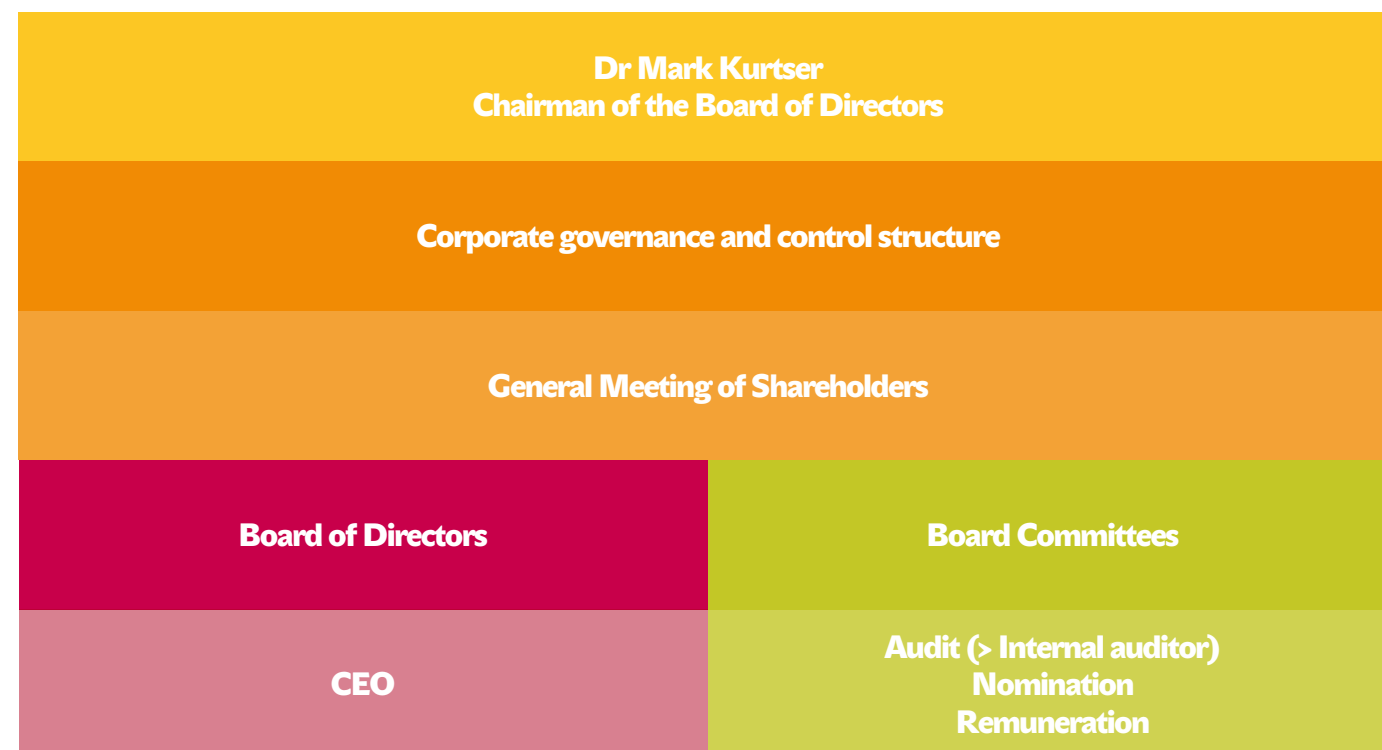 Dr Mark Kurtser
Chairman of the Board of Directors
Corporate governance and control structure
General Meeting of Shareholders
Board of Directors
Board Committees
CEO
Audit (> Internal auditor)
Nomination
Remuneration